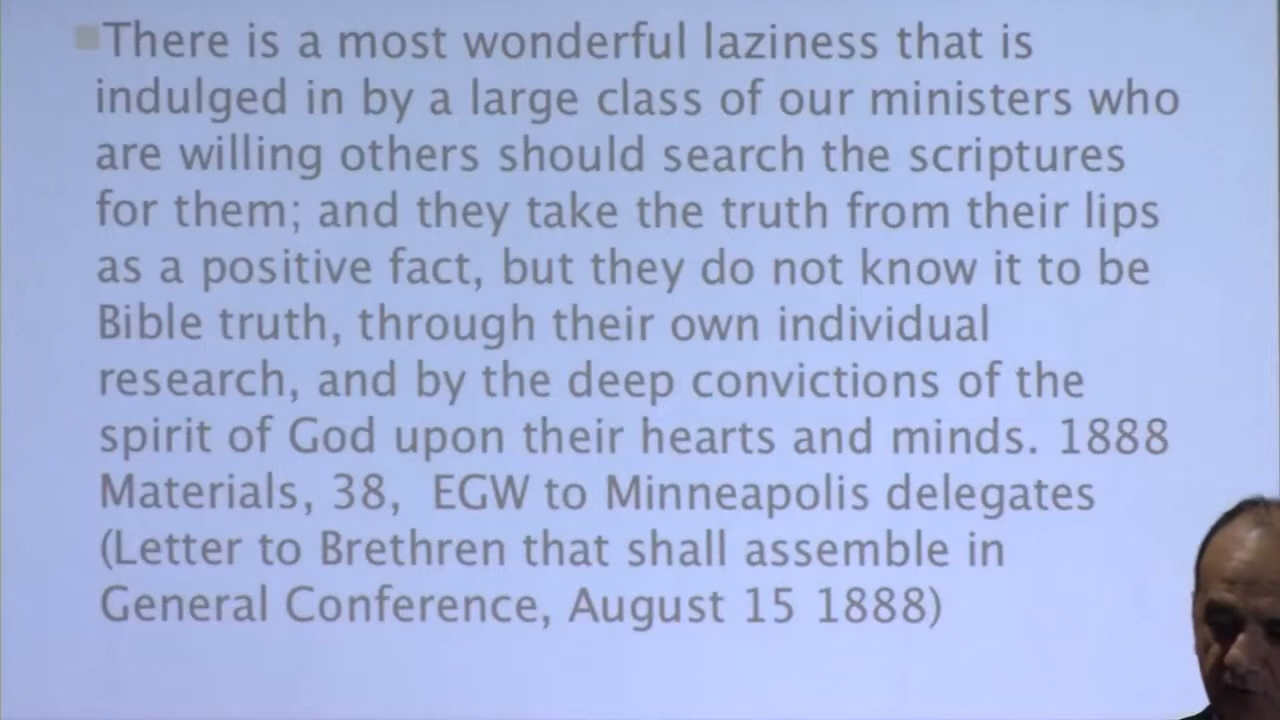 There is a most wonderful laziness that is
indulged in by a large class of our ministers who
are willing others should search the scriptures
for them; and they take the truth from their lips
as a positive fact, but they do not know it to be
Bible truth, through their own individual
research, and by the deep convictions of the
spirit of God upon their hearts and minds. 1888
Materials, 38,  EGW to Minneapolis delegates
(Letter to Brethren that shall assemble in
General Conference, August 15 1888)